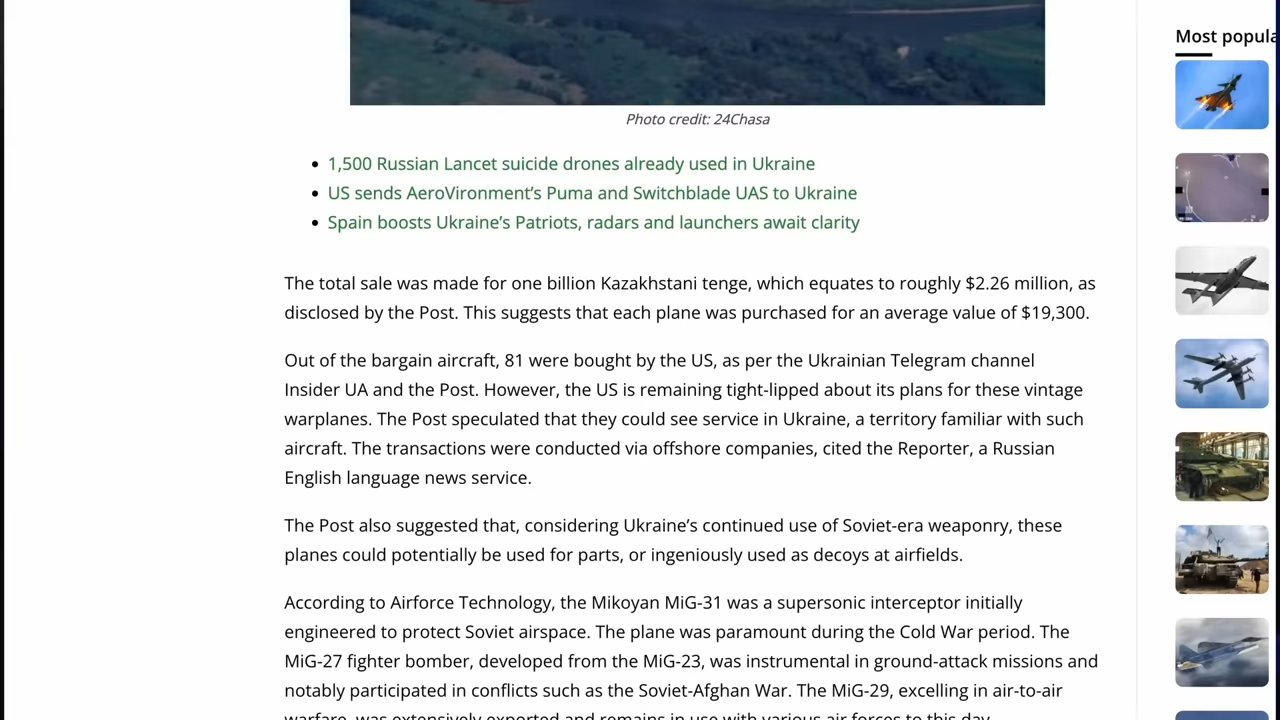 Most popula
Photo credit: 24Chasa
1,500 Russian Lancet suicide drones already used in Ukraine
US sends AeroVironment’s Puma and Switchblade UAS to Ukraine
Spain boosts Ukraine’s Patriots, radars and launchers await clarity
The total sale was made for one billion Kazakhstani tenge, which equates to roughly $2.26 million, as
disclosed by the Post. This suggests that each plane was purchased for an average value of $19,300.
Out of the bargain aircraft, 81 were bought by the US, as per the Ukrainian Telegram channel
Insider UA and the Post. However, the US is remaining tight-lipped about its plans for these vintage
warplanes. The Post speculated that they could see service in Ukraine, a territory familiar with such
aircraft. The transactions were conducted via offshore companies, cited the Reporter, a Russian
English language news service.
The Post also suggested that, considering Ukraine’s continued use of Soviet-era weaponry, these
planes could potentially be used for parts, or ingeniously used as decoys at airfields.
According to Airforce Technology, the Mikoyan MiG-31 was a supersonic interceptor initially
engineered to protect Soviet airspace. The plane was paramount during the Cold War period. The
MiG-27 fighter bomber, developed from the MiG-23, was instrumental in ground-attack missions and
notably participated in conflicts such as the Soviet-Afghan War. The MiG-29, excelling in air-to-air
warfare, was extensively exported and remains in use with various air forces to this day.